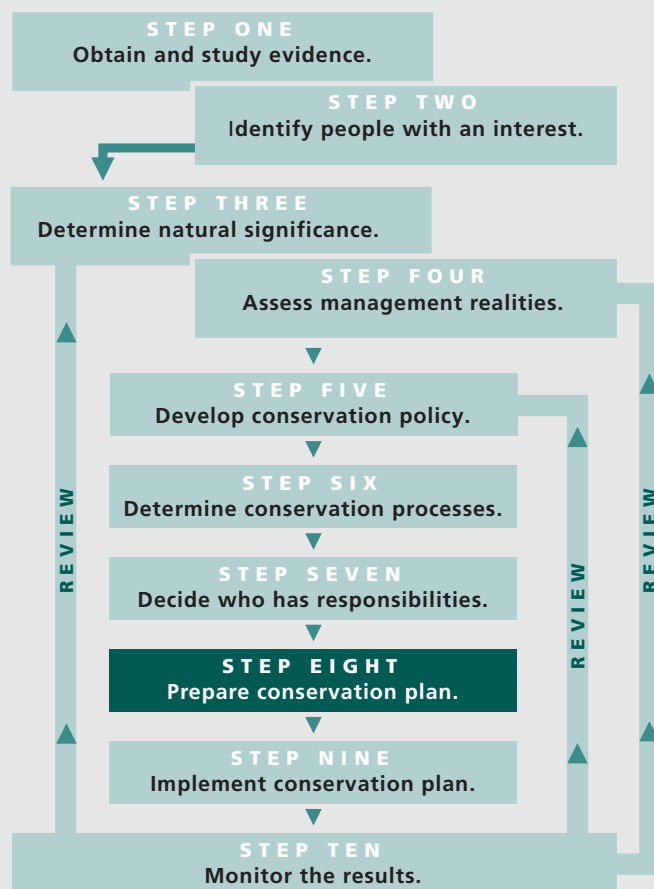 STEP ONE
Obtain and study evidence.
STEP TWO
Identify people with an interest.
STEP THREE
Determine natural significance.
STEP FOUR
Assess management realities.
STEP FIVE
Develop conservation policy.
STEP SIX
Determine conservation processes.
STEP SEVEN
Decide who has responsibilities.
STEP EIGHT
Prepare conservation plan.
STEP NINE
Implement conservation plan.
STEP TEN
Monitor the results.
REVIEW
REVIEW
REVIEW